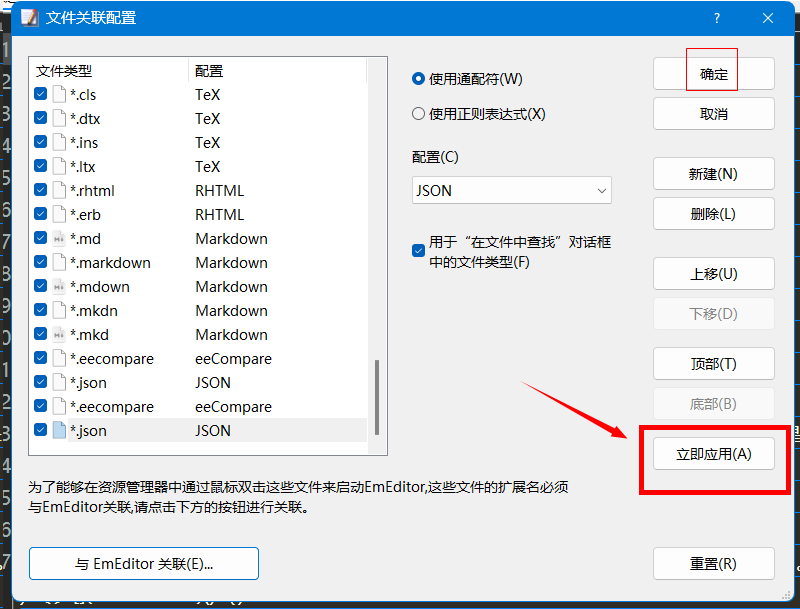 文件关联配置
文件类型 配置
*.cls TeX
*.dtx TeX
*.ins TeX
*.ltx TeX
*.rhtml RHTML
*.erb RHTML
*.md Markdown
*.markdown Markdown
*.mdown Markdown
*.mkdn Markdown
*.mkd Markdown
*.eecompare eeCompare
*.json JSON
*.eecompare eeCompare
*.json JSON
使用通配符(W)
使用正则表达式(X)
配置(C)
JSON
用于“在文件中查找”对话框
中的文件类型(F)
确定
取消
新建(N)
删除(L)
上移(U)
下移(D)
顶部(T)
底部(B)
立即应用(A)
为了能够在资源管理器中通过鼠标双击这些文件来启动EmEditor,这些文件的扩展名必须
与EmEditor关联,请点击下方的按钮进行关联。
与 EmEditor 关联(E)...
重置(R)